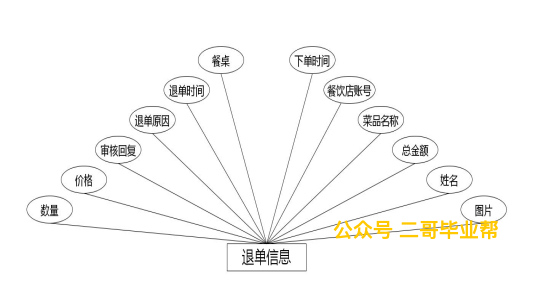 餐桌
下单时间
退单时间
餐饮店账号
退单原因
菜品名称
审核回复
总金额
价格
姓名
数量
图片
公众号 二哥毕业帮
退单信息